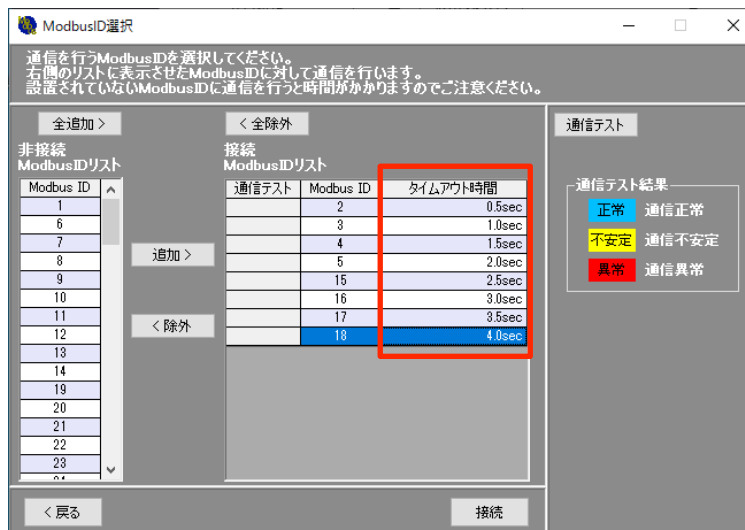 ModbusID選択
通信を行うModbusIDを選択してください。
右側のリストに表示させたModbusIDに対して通信を行います。
設置されていないModbusIDに通信を行うと時間がかかりますのでご注意ください。
全追加 >
< 全除外
通信テスト
非接続
ModbusIDリスト
接続
ModbusIDリスト
Modbus ID
1
6
7
8
9
10
11
12
13
14
19
20
21
22
23
追加 >
< 除外
通信テスト Modbus ID タイムアウト時間
2 0.5sec
3 1.0sec
4 1.5sec
5 2.0sec
15 2.5sec
16 3.0sec
17 3.5sec
18 4.0sec
通信テスト結果
正常 通信正常
不安定 通信不安定
異常 通信異常
< 戻る
接続